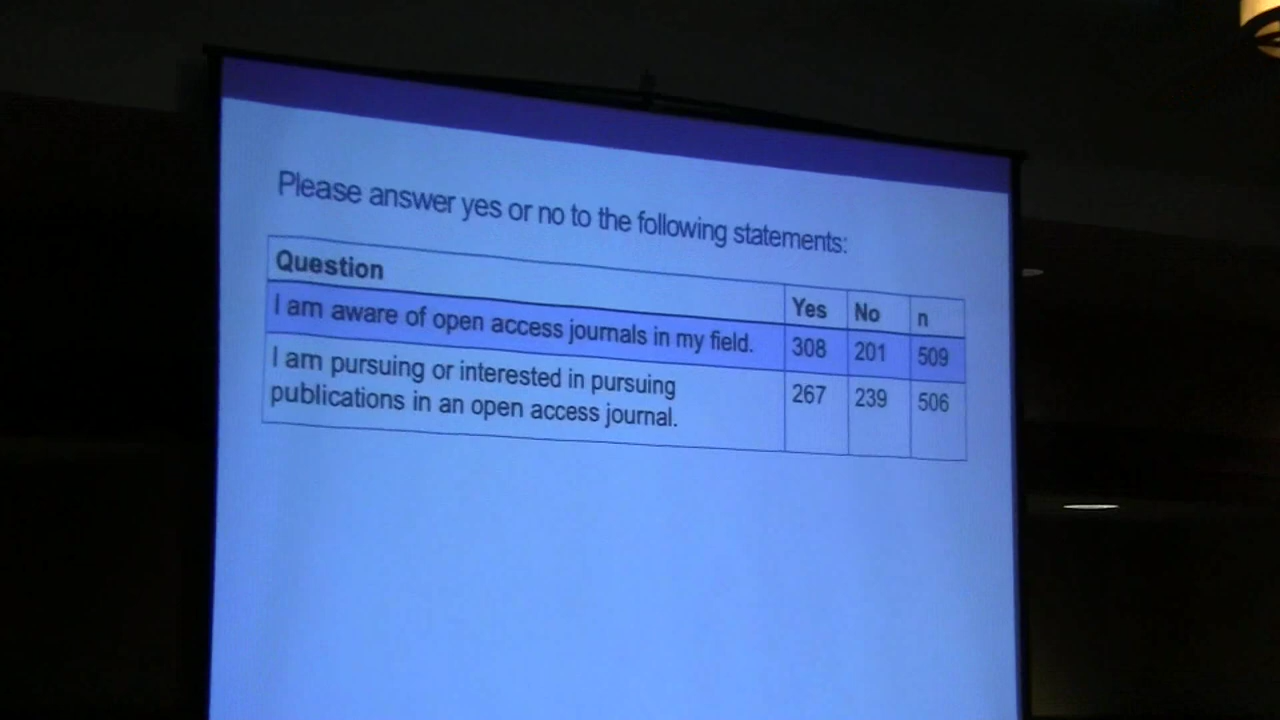 Please answer yes or no to the following statements:
Question Yes No n
I am aware of open access journals in my field. 308 201 509
I am pursuing or interested in pursuing 267 239 506
publications in an open access journal.